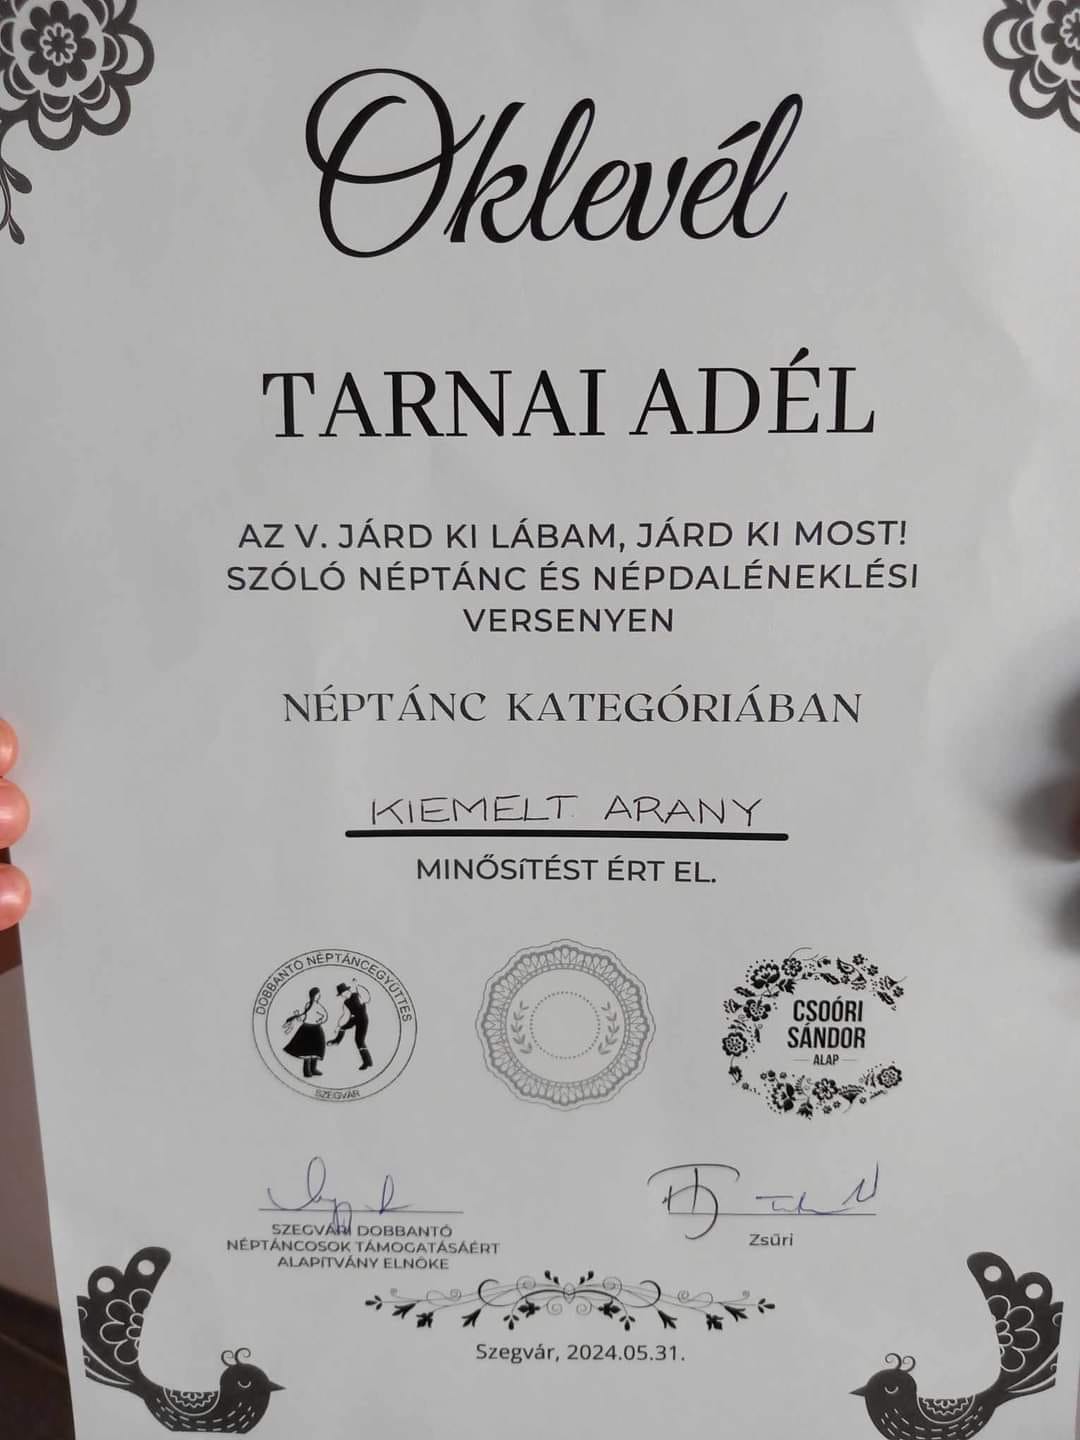 Oklevél
TARNAI ADÉL
AZ V. JÁRD KI LÁBAM, JÁRD KI MOST!
SZÓLÓ NÉPTÁNC ÉS NÉPDALÉNEKLÉSI
VERSENYEN
NÉPTÁNC KATEGÓRIÁBAN
KIEMELT ARANY
MINŐSíTÉST ÉRT EL.
DOBBANTÓ NÉPTÁNCEGYÜTTES
SZEGVÁR
CSOÓRI
SÁNDOR
ALAP
SZEGVÁRI DOBBANTÓ
NÉPTÁNCOSOK TÁMOGATÁSÁÉRT
ALAPíTVÁNY ELNÖKE
Zsűri
Szegvár, 2024.05.31.